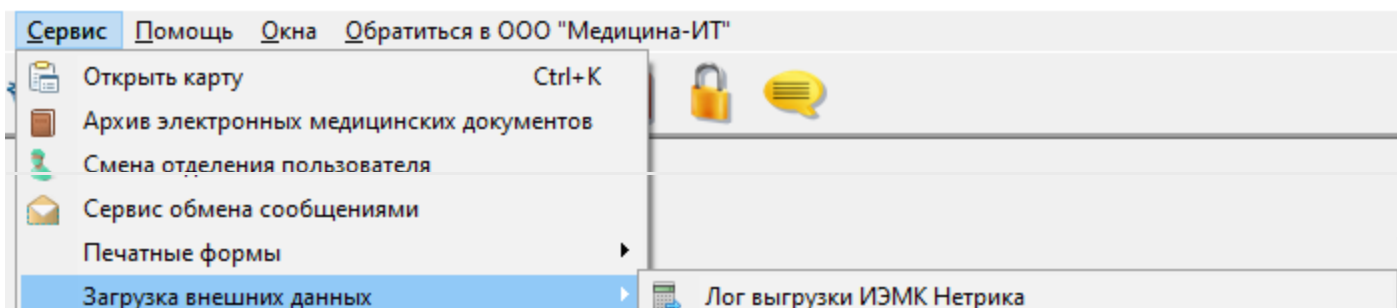 Сервис Помощь Окна Обратиться в ООО "Медицина-ИТ"
Открыть карту Ctrl+K
Архив электронных медицинских документов
Смена отделения пользователя
Сервис обмена сообщениями
Печатные формы
Загрузка внешних данных Лог выгрузки ИЭМК Нетрика